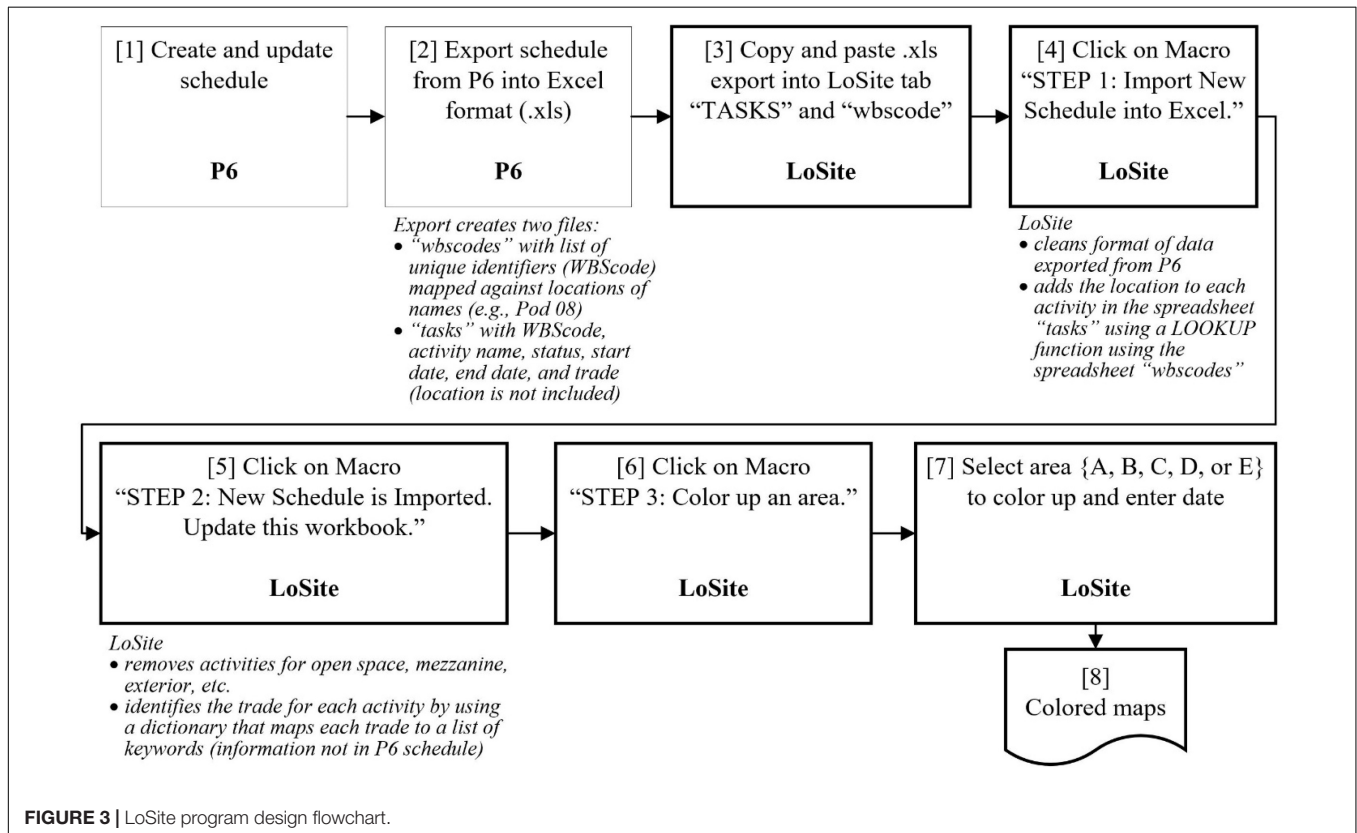 [1] Create and update
schedule
P6
[2] Export schedule
from P6 into Excel
format (.xls)
P6
Export creates two files:
• “wbscodes” with list of
unique identifiers (WBScode)
mapped against locations of
names (e.g., Pod 08)
• “tasks” with WBScode,
activity name, status, start
date, end date, and trade
(location is not included)
[3] Copy and paste .xls
export into LoSite tab
“TASKS” and “wbscode”
LoSite
[4] Click on Macro
“STEP 1: Import New
Schedule into Excel.”
LoSite
LoSite
• cleans format of data
exported from P6
• adds the location to each
activity in the spreadsheet
“tasks” using a LOOKUP
function using the
spreadsheet “wbscodes”
[5] Click on Macro
“STEP 2: New Schedule is Imported.
Update this workbook.”
LoSite
LoSite
• removes activities for open space, mezzanine,
exterior, etc.
• identifies the trade for each activity by using
a dictionary that maps each trade to a list of
keywords (information not in P6 schedule)
[6] Click on Macro
“STEP 3: Color up an area.”
LoSite
[7] Select area {A, B, C, D, or E}
to color up and enter date
LoSite
[8]
Colored maps
FIGURE 3 | LoSite program design flowchart.